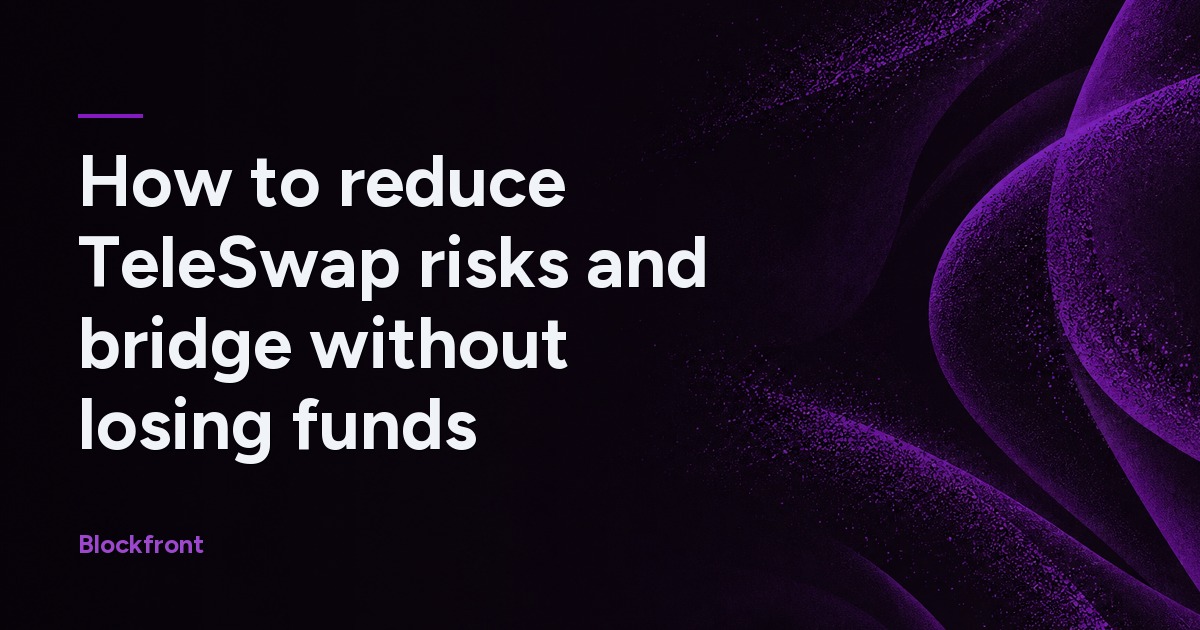 How to reduce
TeleSwap risks and
bridge without
losing funds
Blockfront